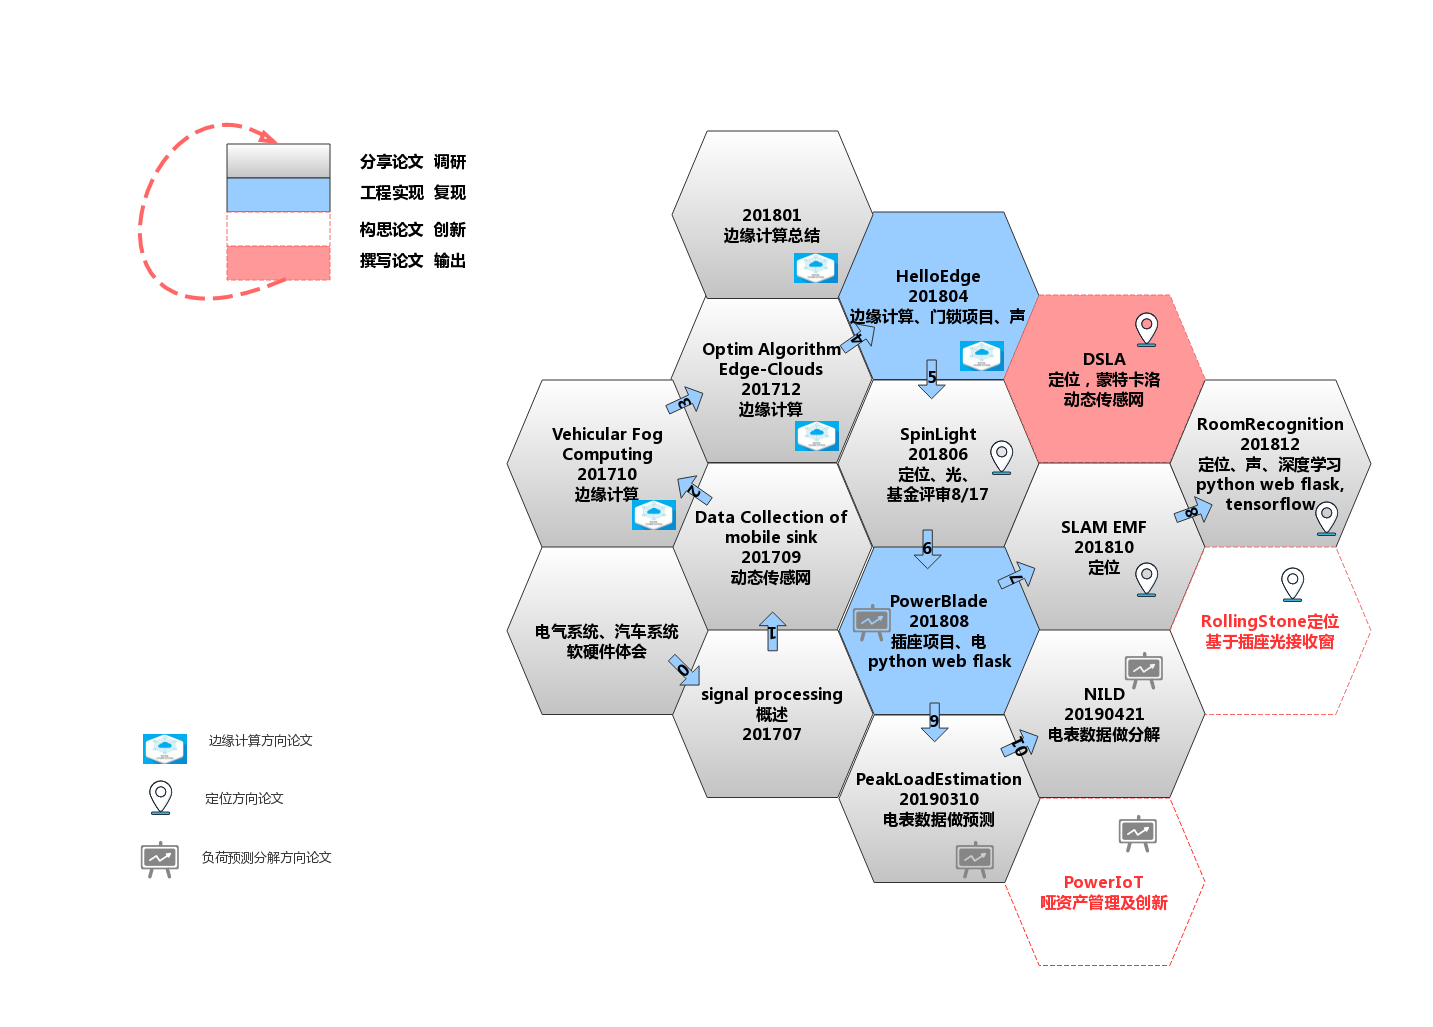 分享论文 调研
工程实现 复现
构思论文 创新
撰写论文 输出
201801
边缘计算总结
HelloEdge
201804
边缘计算、门锁项目、声
Optim Algorithm
Edge-Clouds
201712
边缘计算
4
5
3
DSLA
定位，蒙特卡洛
动态传感网
Vehicular Fog
Computing
201710
边缘计算
2
SpinLight
201806
定位、光、
基金评审8/17
RoomRecognition
201812
定位、声、深度学习
python web flask,
tensorflow
8
Data Collection of
mobile sink
201709
动态传感网
6
SLAM EMF
201810
定位
7
电气系统、汽车系统
软硬件体会
0
1
PowerBlade
201808
插座项目、电
python web flask
RollingStone定位
基于插座光接收窗
signal processing
概述
201707
9
NILD
20190421
电表数据做分解
10
PeakLoadEstimation
20190310
电表数据做预测
PowerIoT
哑资产管理及创新
边缘计算方向论文
定位方向论文
负荷预测分解方向论文